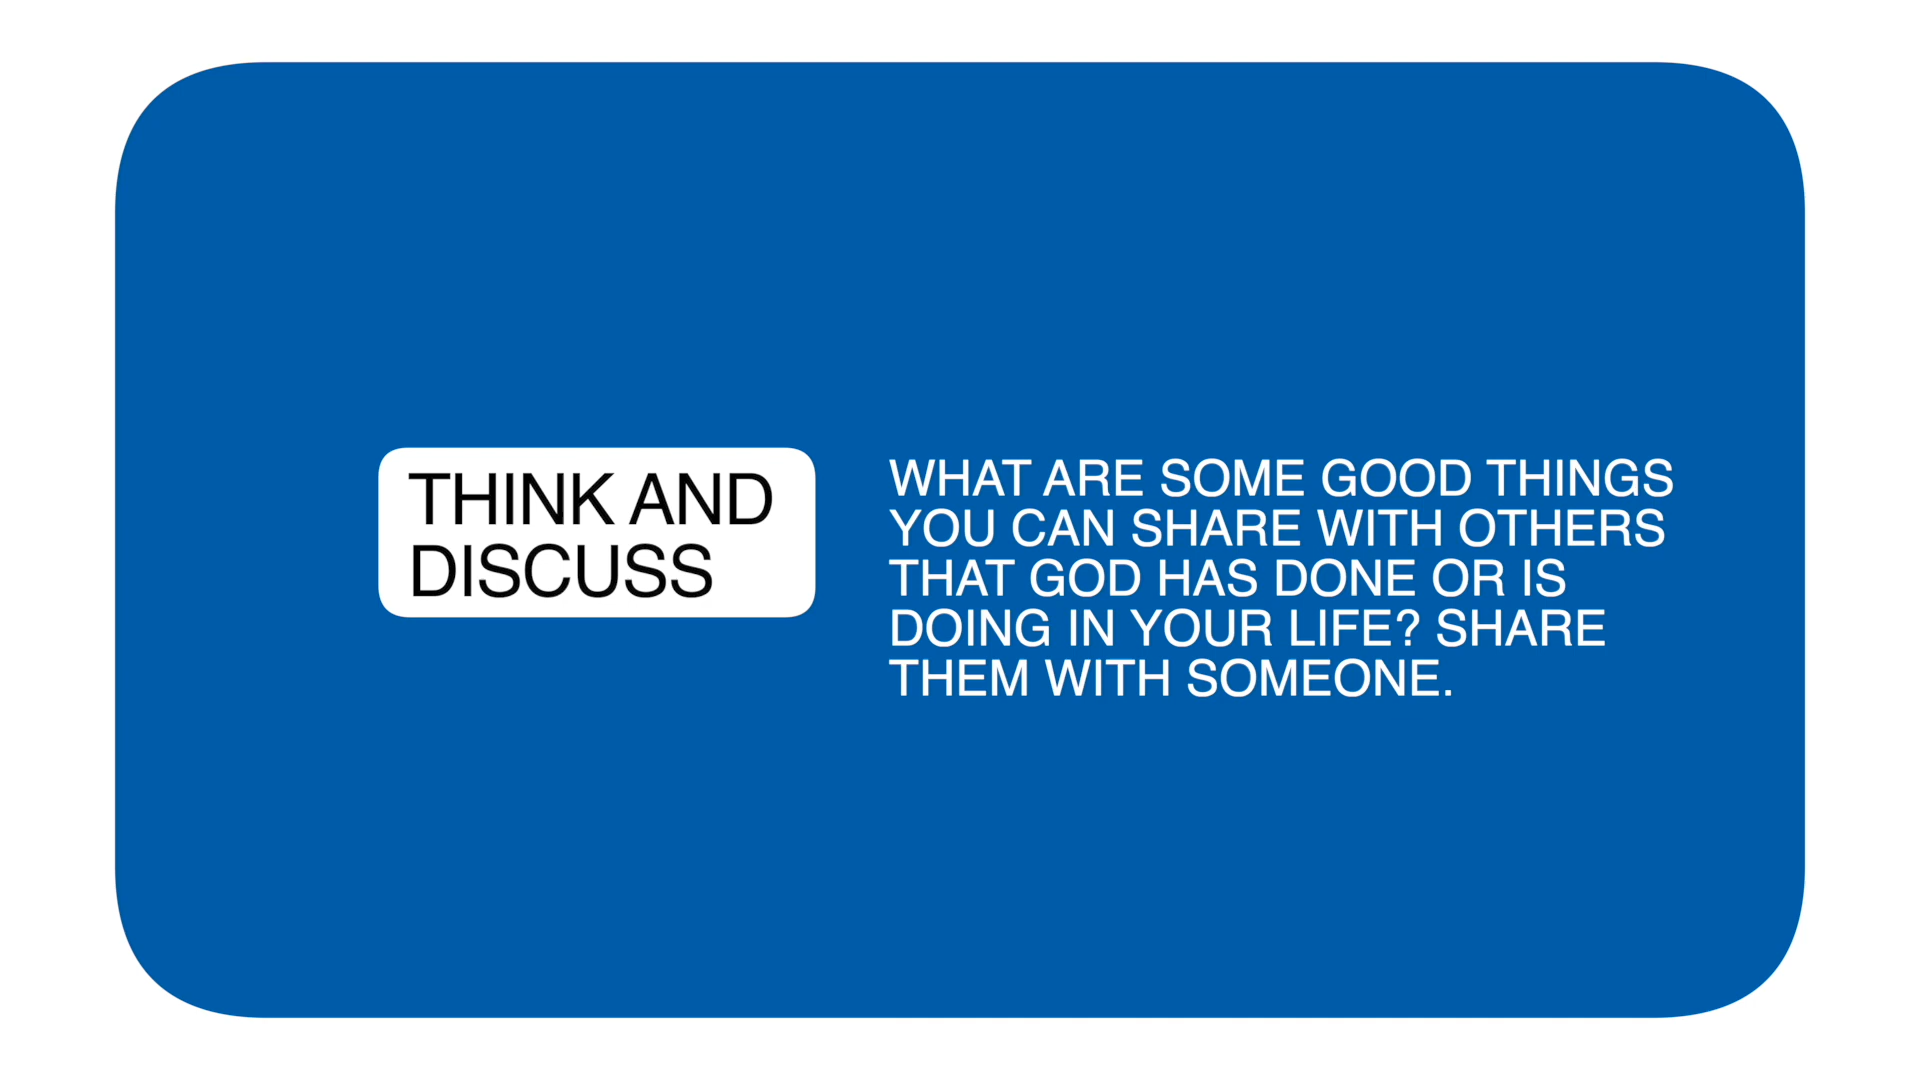 THINK AND
DISCUSS
WHAT ARE SOME GOOD THINGS
YOU CAN SHARE WITH OTHERS
THAT GOD HAS DONE OR IS
DOING IN YOUR LIFE? SHARE
THEM WITH SOMEONE.